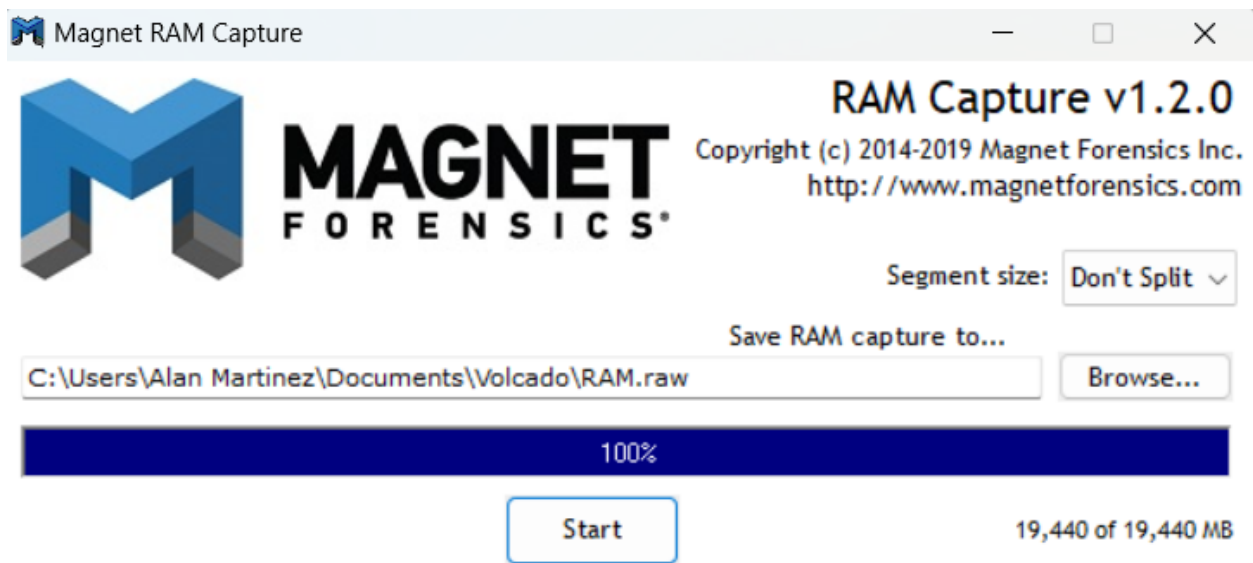 Magnet RAM Capture
RAM Capture v1.2.0
MAGNET
FORENSICS®
Copyright (c) 2014-2019 Magnet Forensics Inc.
http://www.magnetforensics.com
Segment size: Don't Split
Save RAM capture to...
C:\Users\Alan Martinez\Documents\Volcado\RAM.raw Browse...
100%
Start 19,440 of 19,440 MB